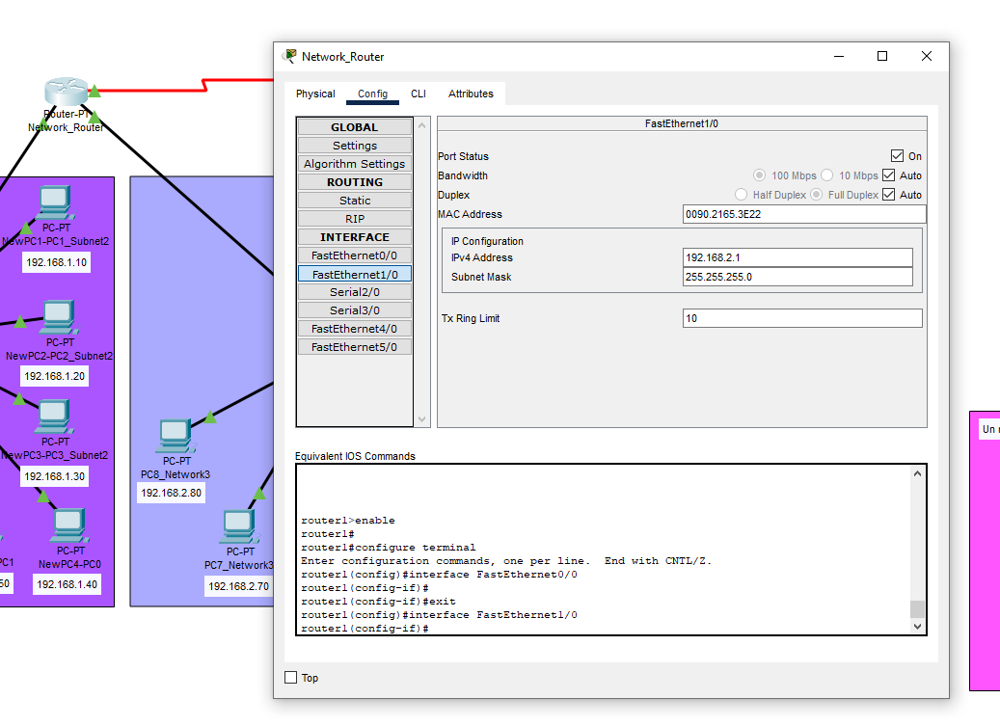 Network_Router
Physical Config CLI Attributes
Router-PT
Network_Router
PC-PT
NewPC1-PC1_Subnet2
192.168.1.10
PC-PT
NewPC2-PC2_Subnet2
192.168.1.20
PC-PT
NewPC3-PC3_Subnet2
192.168.1.30
PC-PT
NewPC4-PC0
192.168.1.40
PC1
50
PC-PT
PC8_Network3
192.168.2.80
PC-PT
PC7_Network3
192.168.2.70
GLOBAL
Settings
Algorithm Settings
ROUTING
Static
RIP
INTERFACE
FastEthernet0/0
FastEthernet1/0
Serial2/0
Serial3/0
FastEthernet4/0
FastEthernet5/0
FastEthernet1/0
Port Status On
Bandwidth 100 Mbps 10 Mbps Auto
Duplex Half Duplex Full Duplex Auto
MAC Address 0090.2165.3E22
IP Configuration
IPv4 Address 192.168.2.1
Subnet Mask 255.255.255.0
Tx Ring Limit 10
Equivalent IOS Commands
router1>enable
router1#
router1#configure terminal
Enter configuration commands, one per line. End with CNTL/Z.
router1(config)#interface FastEthernet0/0
router1(config-if)#
router1(config-if)#exit
router1(config)#interface FastEthernet1/0
router1(config-if)#
Top
Un